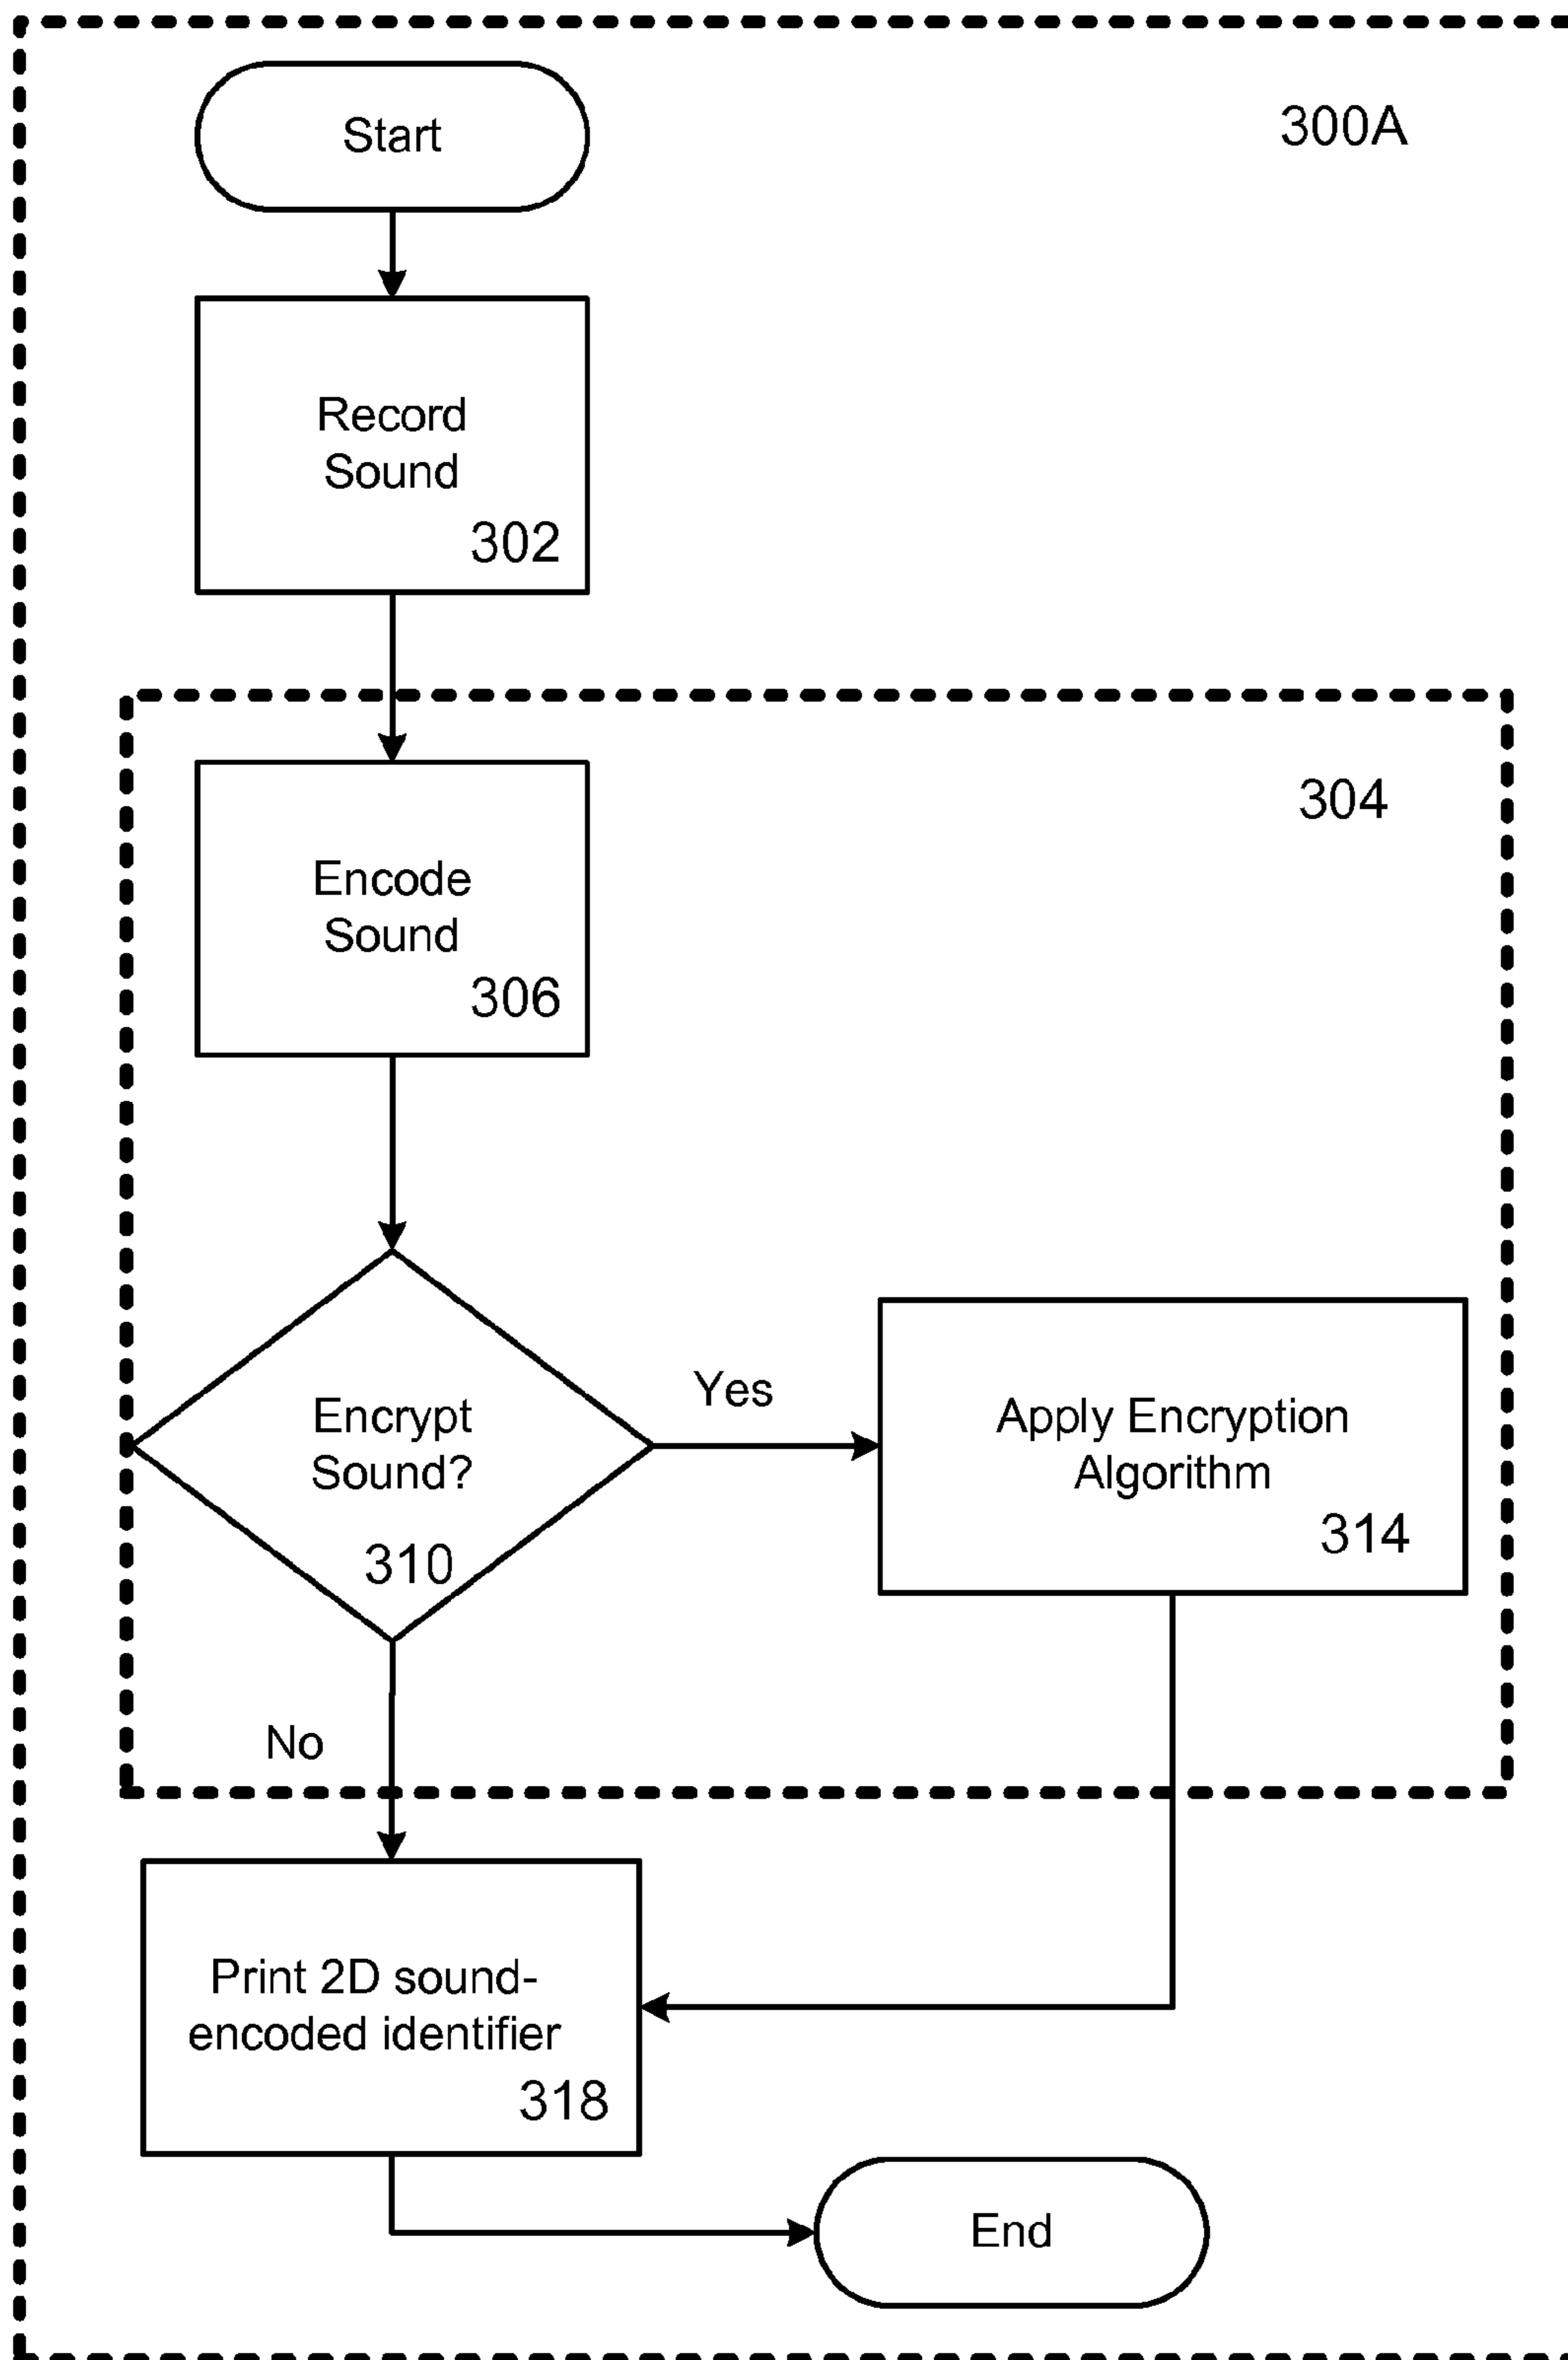 Start
300A
Record
Sound
302
304
Encode
Sound
306
Encrypt
Sound?
310
Yes
Apply Encryption
Algorithm
314
No
Print 2D sound-
encoded identifier
318
End